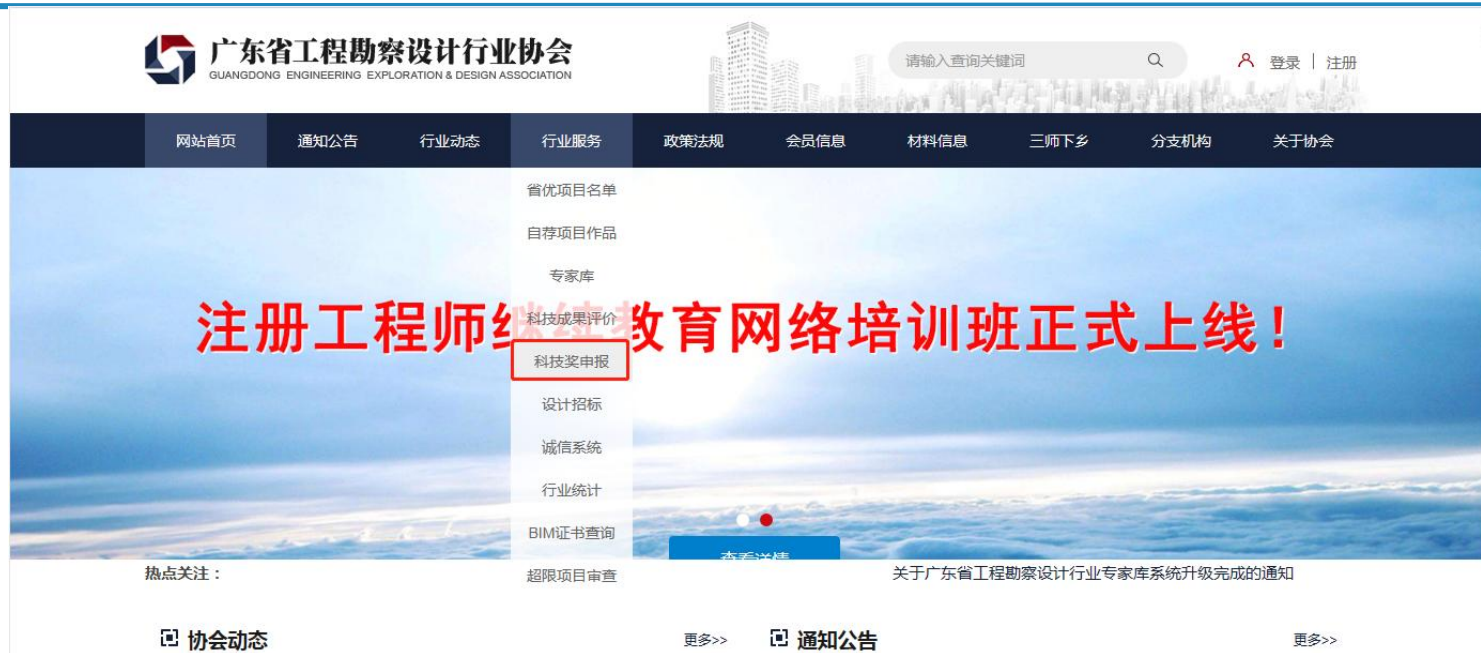 广东省工程勘察设计行业协会
GUANGDONG ENGINEERING EXPLORATION & DESIGN ASSOCIATION
请输入查询关键词
登录 | 注册
网站首页 通知公告 行业动态 行业服务 政策法规 会员信息 材料信息 三师下乡 分支机构 关于协会
省优项目名单
自荐项目作品
专家库
科技成果评价
科技奖申报
设计招标
诚信系统
行业统计
BIM证书查询
超限项目审查
注册工程师继续教育网络培训班正式上线！
查看详情
热点关注：
关于广东省工程勘察设计行业专家库系统升级完成的通知
协会动态 更多>>
通知公告 更多>>